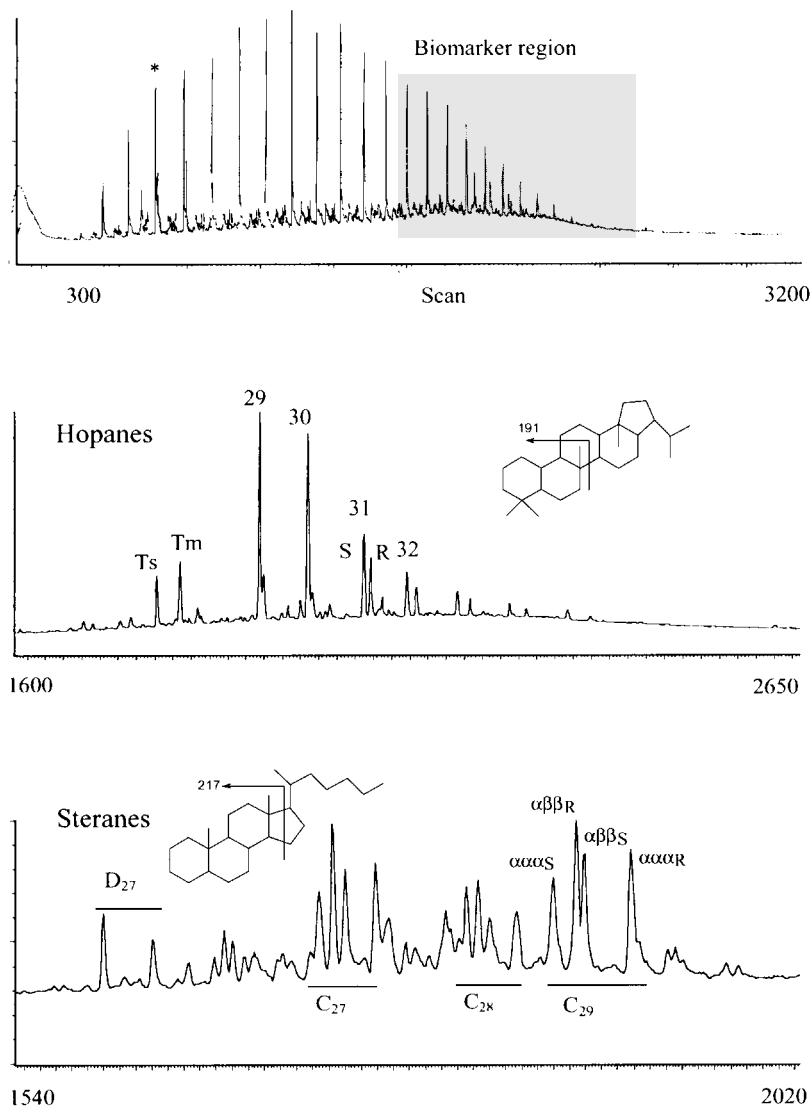 Biomarker region
*
300 Scan 3200
29
30
Hopanes
191
31
S R 32
Ts Tm
1600 2650
Steranes
217
D₂₇
αββR
αββS
αααS
αααR
C₂₇ C₂₈ C₂₉
1540 2020